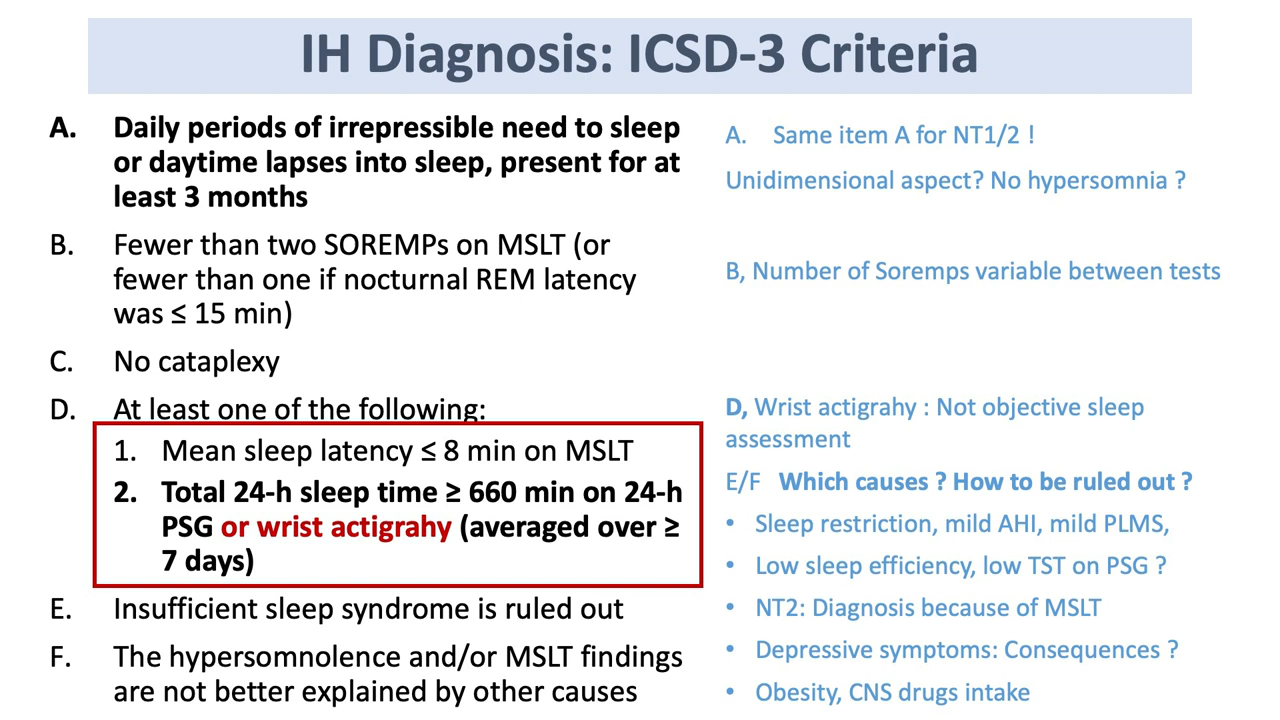 IH Diagnosis: ICSD-3 Criteria
A. Daily periods of irrepressible need to sleep
or daytime lapses into sleep, present for at
least 3 months
B. Fewer than two SOREMPs on MSLT (or
fewer than one if nocturnal REM latency
was ≤ 15 min)
C. No cataplexy
D. At least one of the following:
1. Mean sleep latency ≤ 8 min on MSLT
2. Total 24-h sleep time ≥ 660 min on 24-h
PSG or wrist actigrahy (averaged over ≥
7 days)
E. Insufficient sleep syndrome is ruled out
F. The hypersomnolence and/or MSLT findings
are not better explained by other causes
A. Same item A for NT1/2 !
Unidimensional aspect? No hypersomnia ?
B, Number of Soremps variable between tests
D, Wrist actigrahy : Not objective sleep
assessment
E/F Which causes ? How to be ruled out ?
• Sleep restriction, mild AHI, mild PLMS,
• Low sleep efficiency, low TST on PSG ?
• NT2: Diagnosis because of MSLT
• Depressive symptoms: Consequences ?
• Obesity, CNS drugs intake